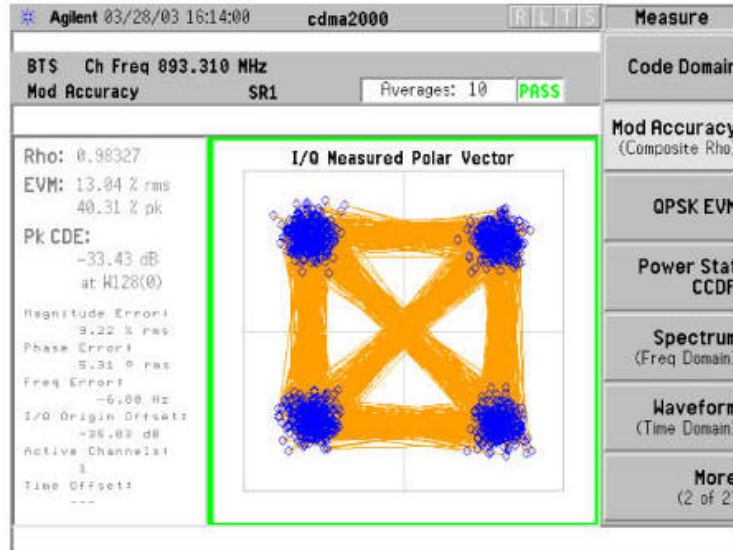 Agilent 03/28/03 16:14:00 cdma2000 R L T S Measure
BTS Ch Freq 893.310 MHz
Mod Accuracy SR1 Averages: 10 PASS
Rho: 0.98327
EVM: 13.04 % rms
40.31 % pk
Pk CDE:
-33.43 dB
at W128(0)
Magnitude Error:
9.22 % rms
Phase Error:
5.31 º rms
Freq Error:
-6.80 Hz
I/Q Origin Offset:
-35.03 dB
Active Channels:
Time Offset:
---
I/Q Measured Polar Vector
Code Domain
Mod Accuracy
(Composite Rho
QPSK EVM
Power Stat
CCDF
Spectrum
(Freq Domain)
Waveform
(Time Domain)
More
(2 of 2